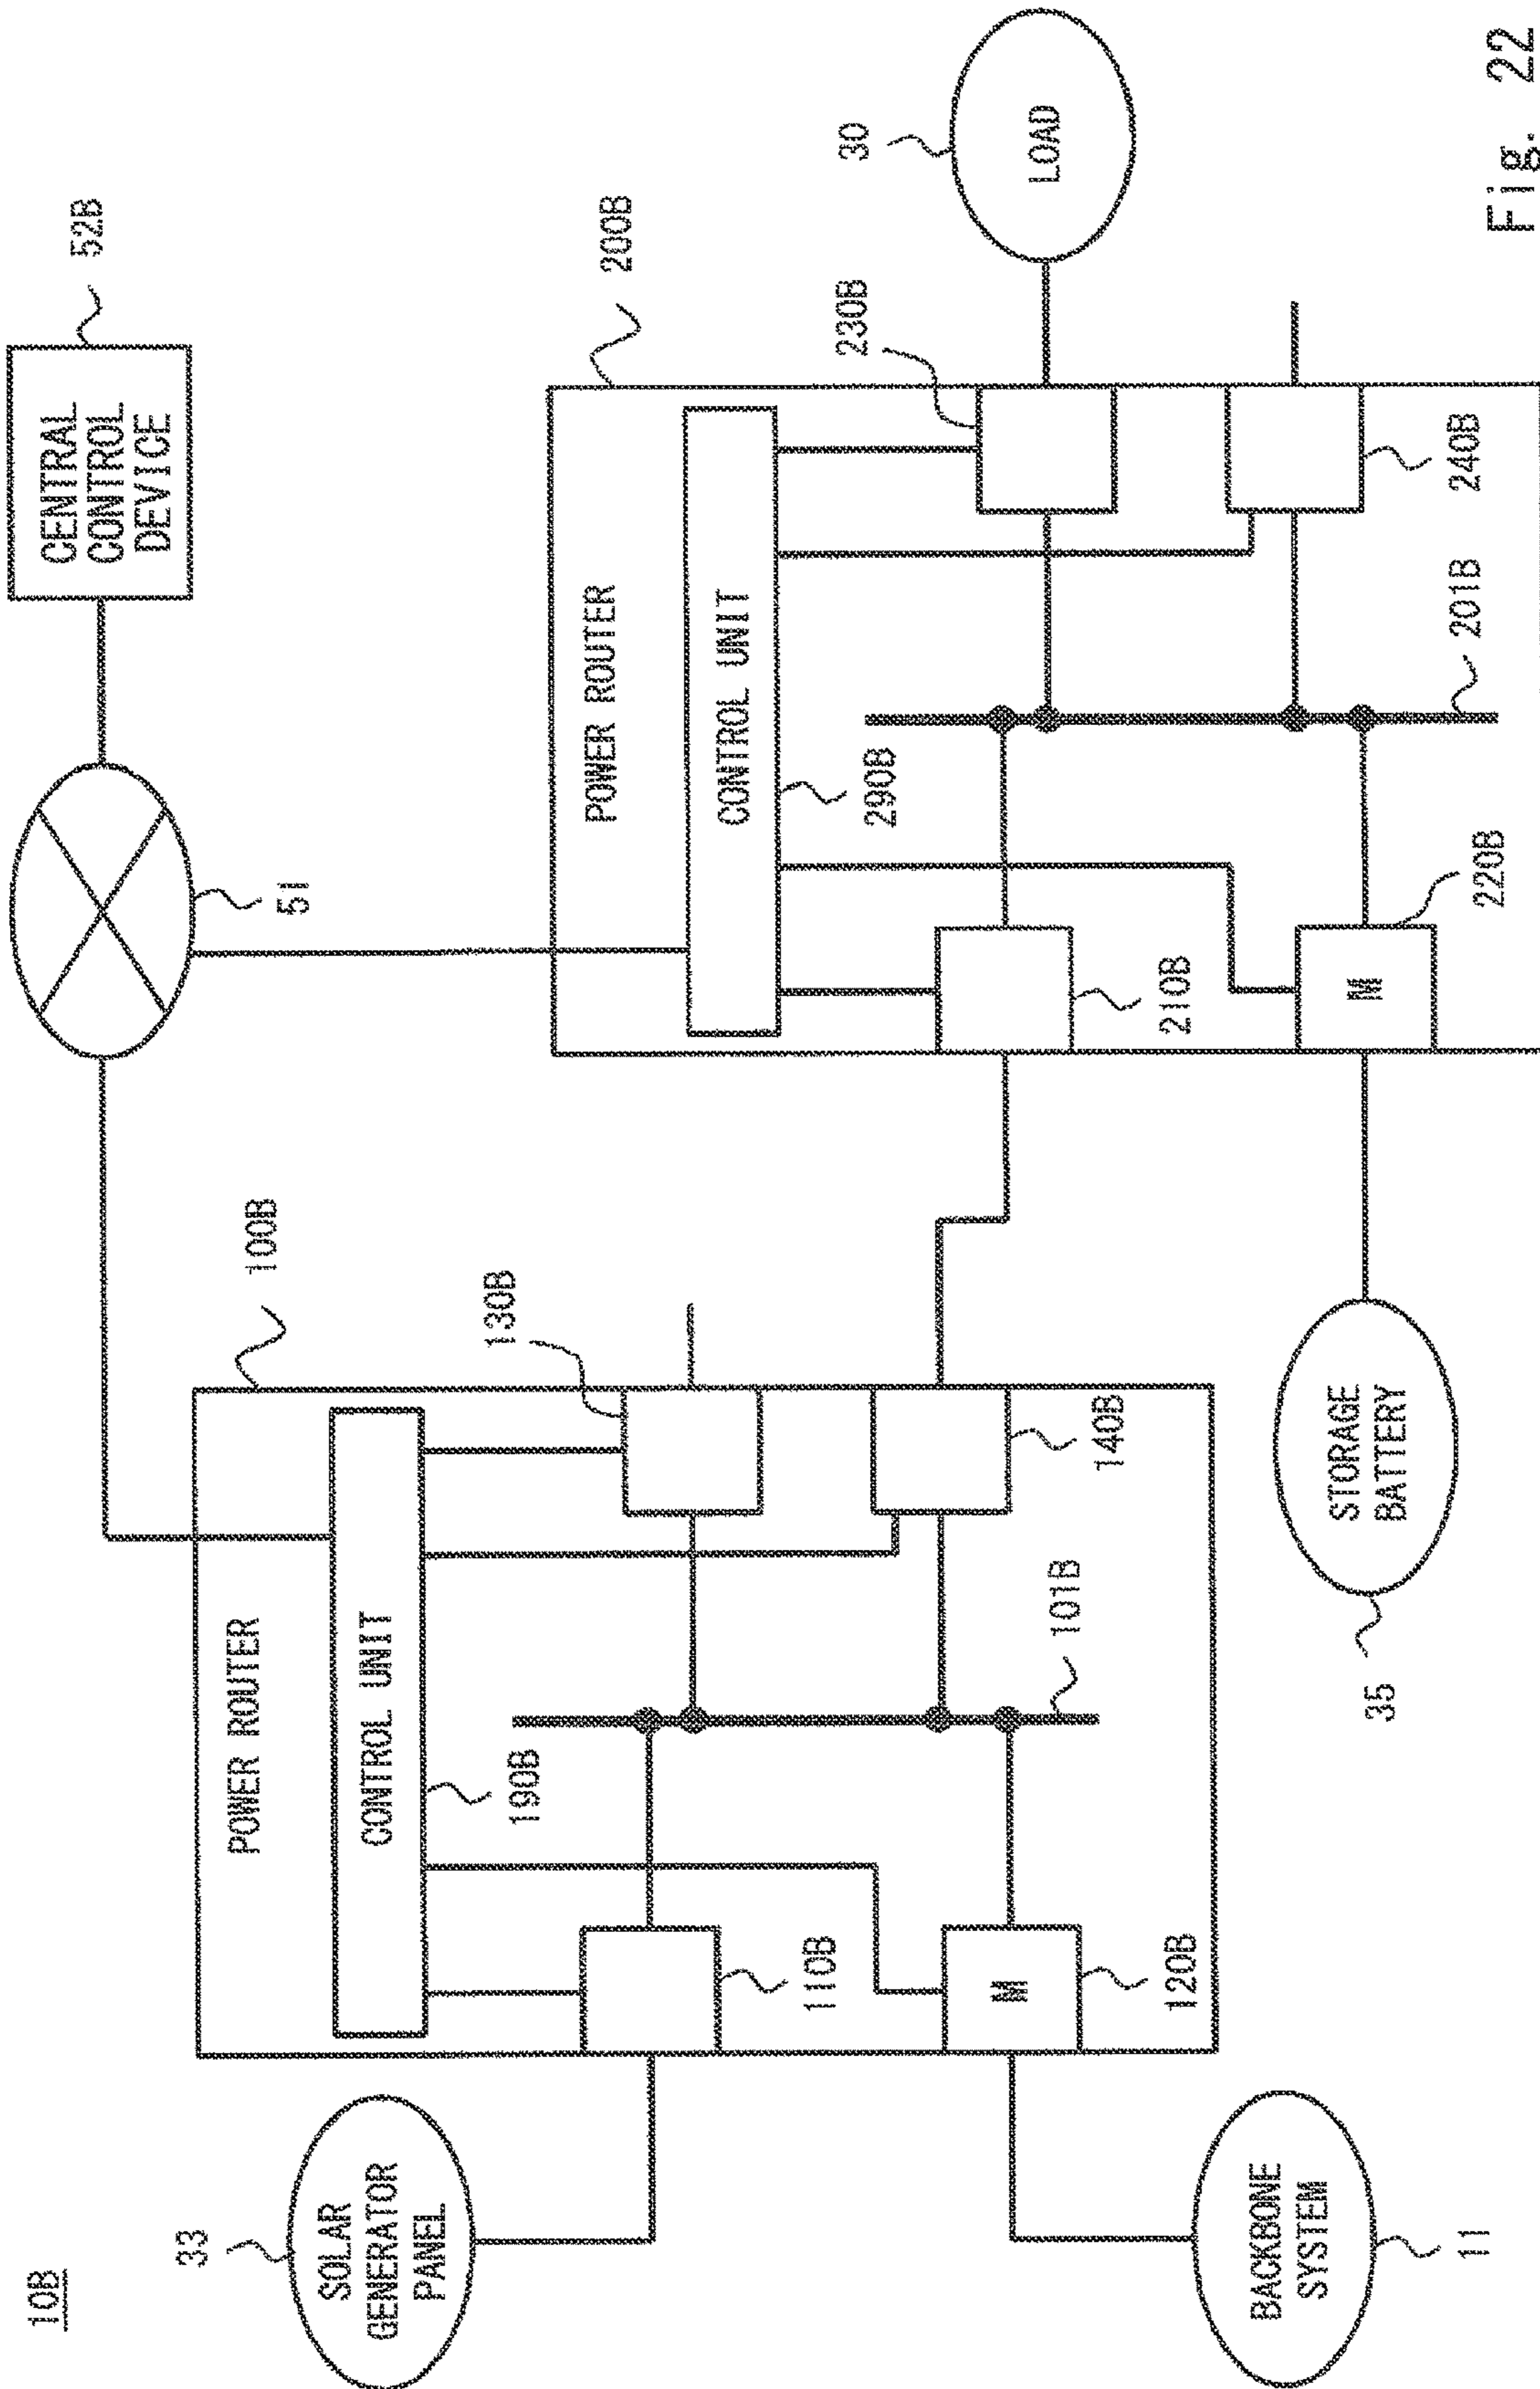 10B
CENTRAL
CONTROL
DEVICE
52B
51
100B
POWER ROUTER
CONTROL UNIT
190B
130B
110B
140B
101B
M
120B
33
SOLAR
GENERATOR
PANEL
BACKBONE
SYSTEM
11
200B
POWER ROUTER
CONTROL UNIT
290B
230B
210B
240B
201B
M
220B
30
LOAD
STORAGE
BATTERY
35
Fig. 22